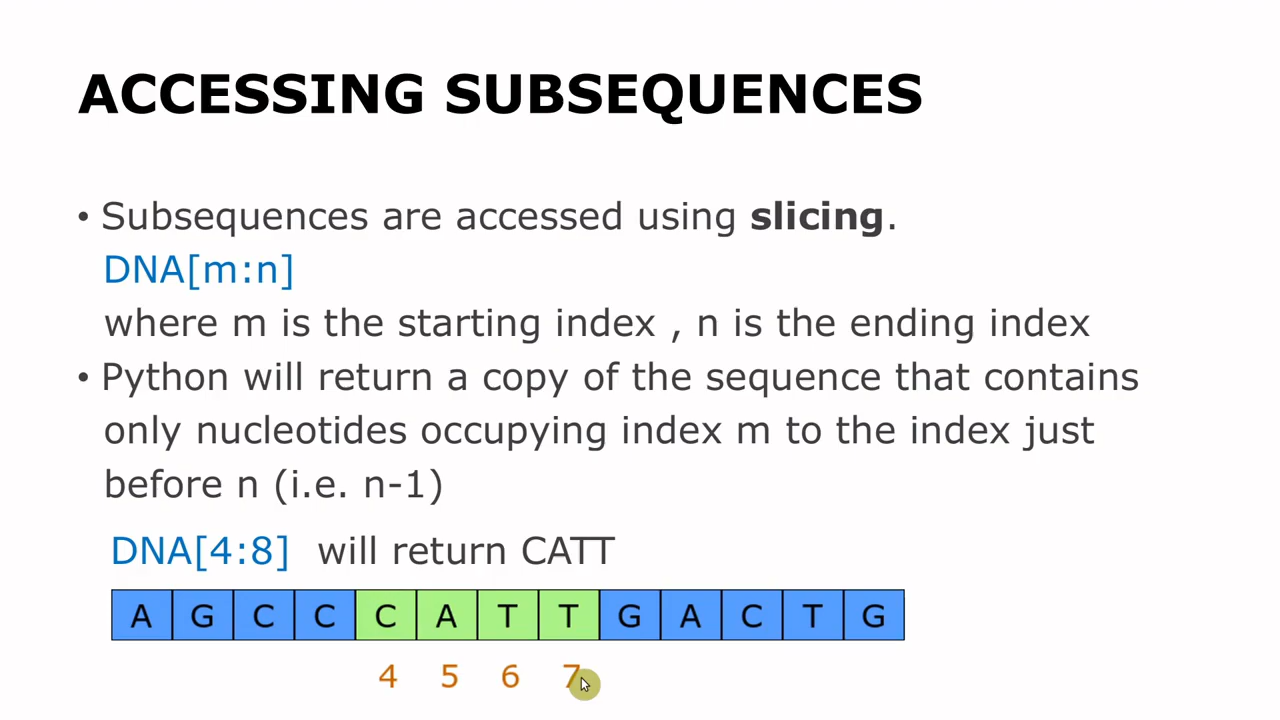 ACCESSING SUBSEQUENCES
• Subsequences are accessed using slicing.
DNA[m:n]
where m is the starting index , n is the ending index
• Python will return a copy of the sequence that contains
only nucleotides occupying index m to the index just
before n (i.e. n-1)
DNA[4:8] will return CATT
A G C C C A T T G A C T G
4 5 6 7